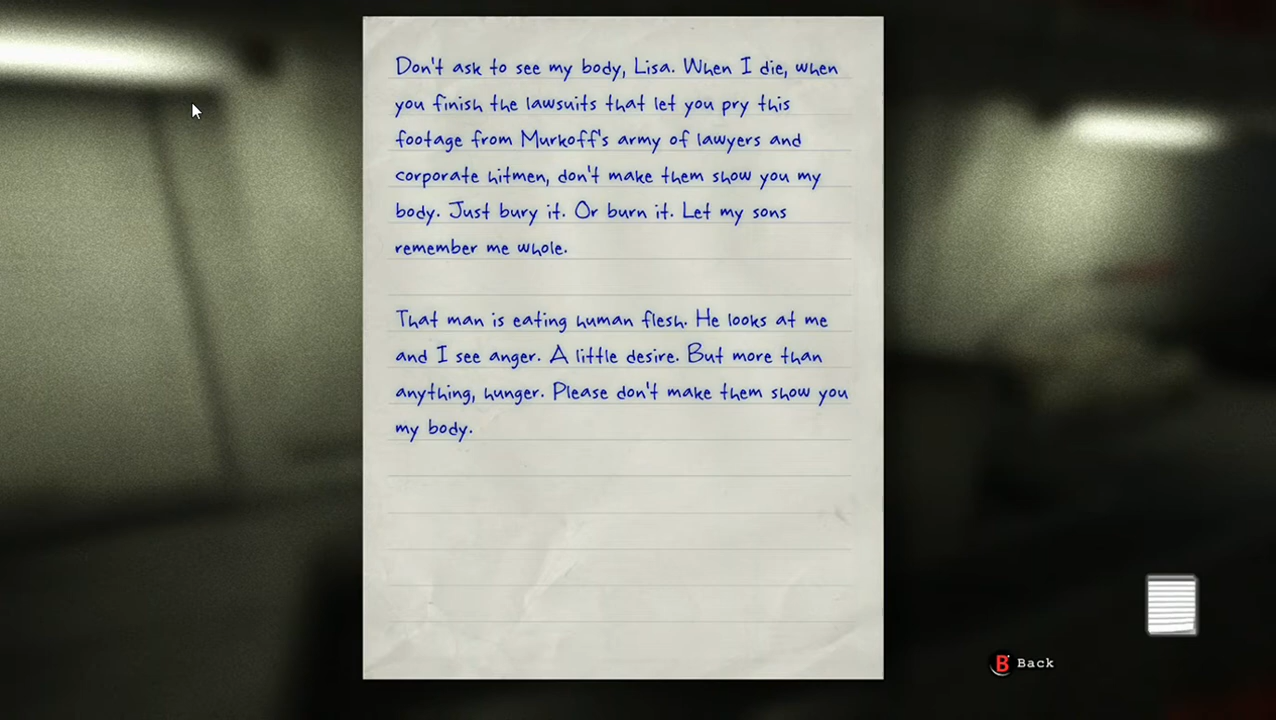 Don't ask to see my body, Lisa. When I die, when
you finish the lawsuits that let you pry this
footage from Murkoff's army of lawyers and
corporate hitmen, don't make them show you my
body. Just bury it. Or burn it. Let my sons
remember me whole.
That man is eating human flesh. He looks at me
and I see anger. A little desire. But more than
anything, hunger. Please don't make them show you
my body.
B Back